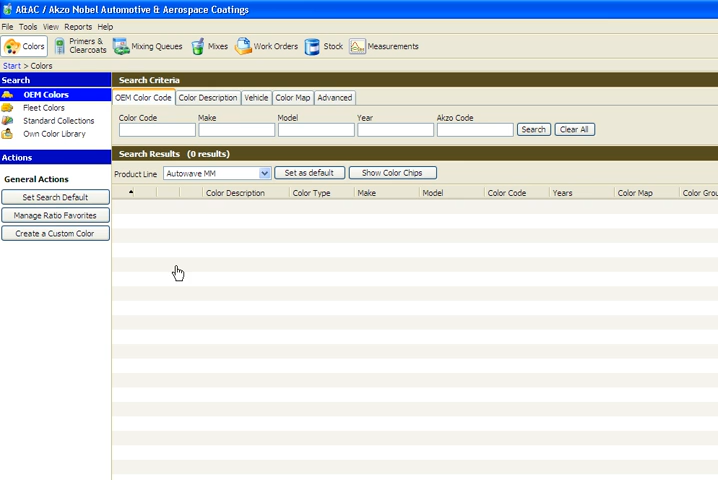 A&AC / Akzo Nobel Automotive & Aerospace Coatings
File Tools View Reports Help
Colors Primers & Clearcoats Mixing Queues Mixes Work Orders Stock Measurements
Start > Colors
Search
OEM Colors
Fleet Colors
Standard Collections
Own Color Library
Actions
General Actions
Set Search Default
Manage Ratio Favorites
Create a Custom Color
Search Criteria
OEM Color Code Color Description Vehicle Color Map Advanced
Color Code Make Model Year Akzo Code
Search Clear All
Search Results (0 results)
Product Line Autowave MM Set as default Show Color Chips
Color Description Color Type Make Model Color Code Years Color Map Color Grou